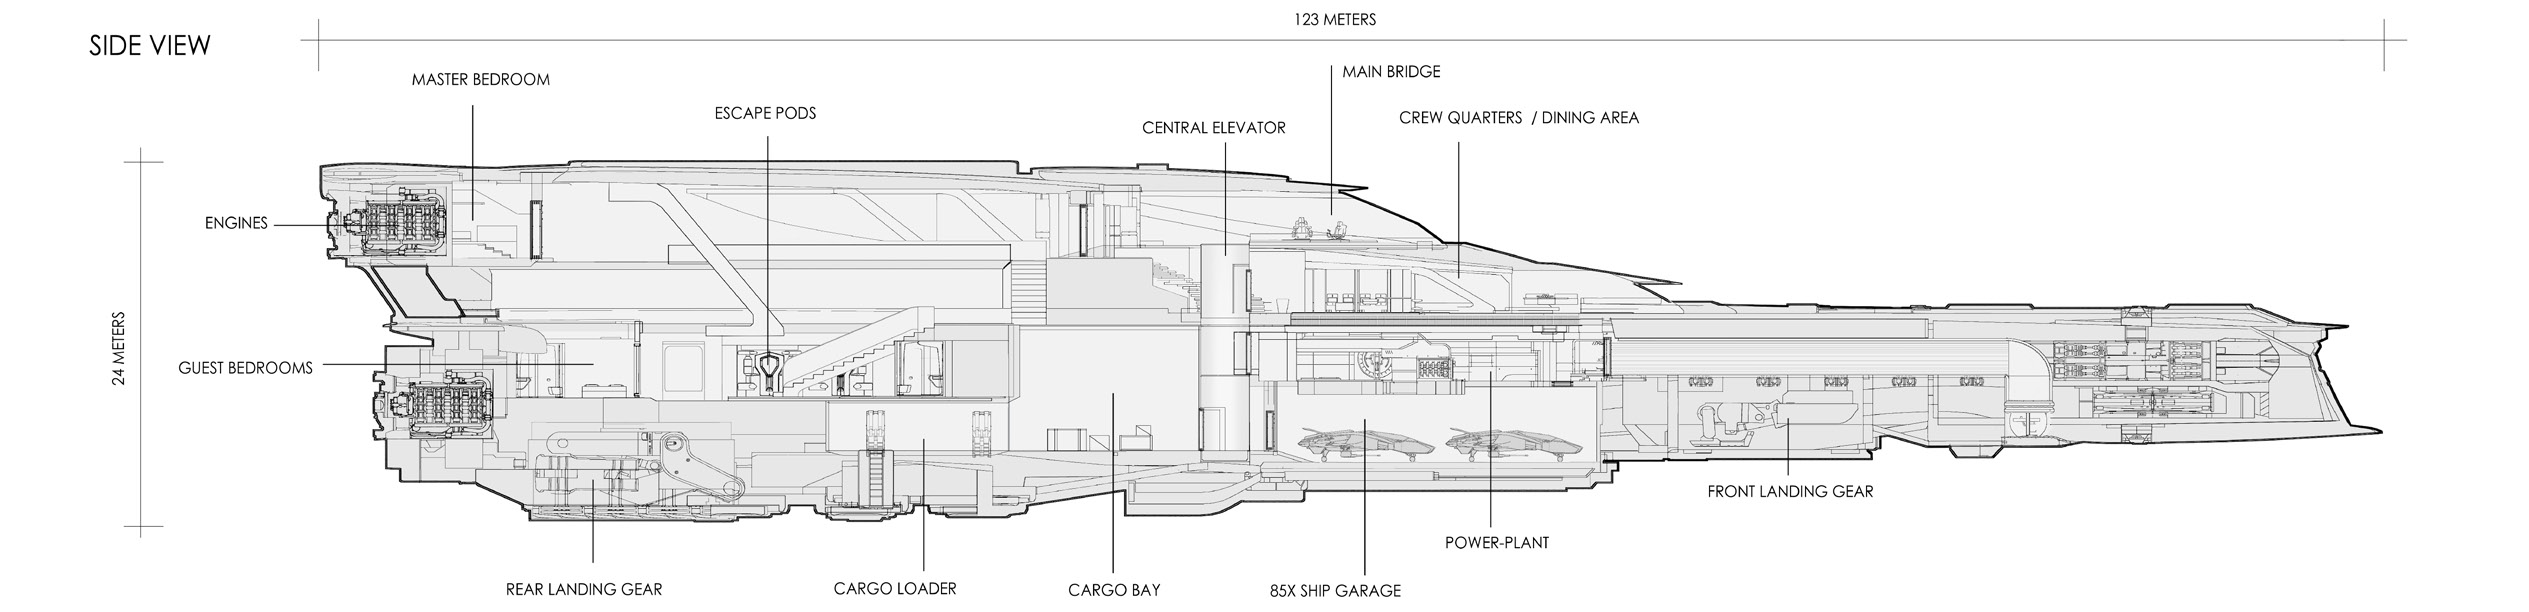 123 METERS
SIDE VIEW
MASTER BEDROOM
MAIN BRIDGE
ESCAPE PODS
CREW QUARTERS / DINING AREA
CENTRAL ELEVATOR
ENGINES
24 METERS
GUEST BEDROOMS
FRONT LANDING GEAR
POWER-PLANT
REAR LANDING GEAR
CARGO LOADER
CARGO BAY
85X SHIP GARAGE